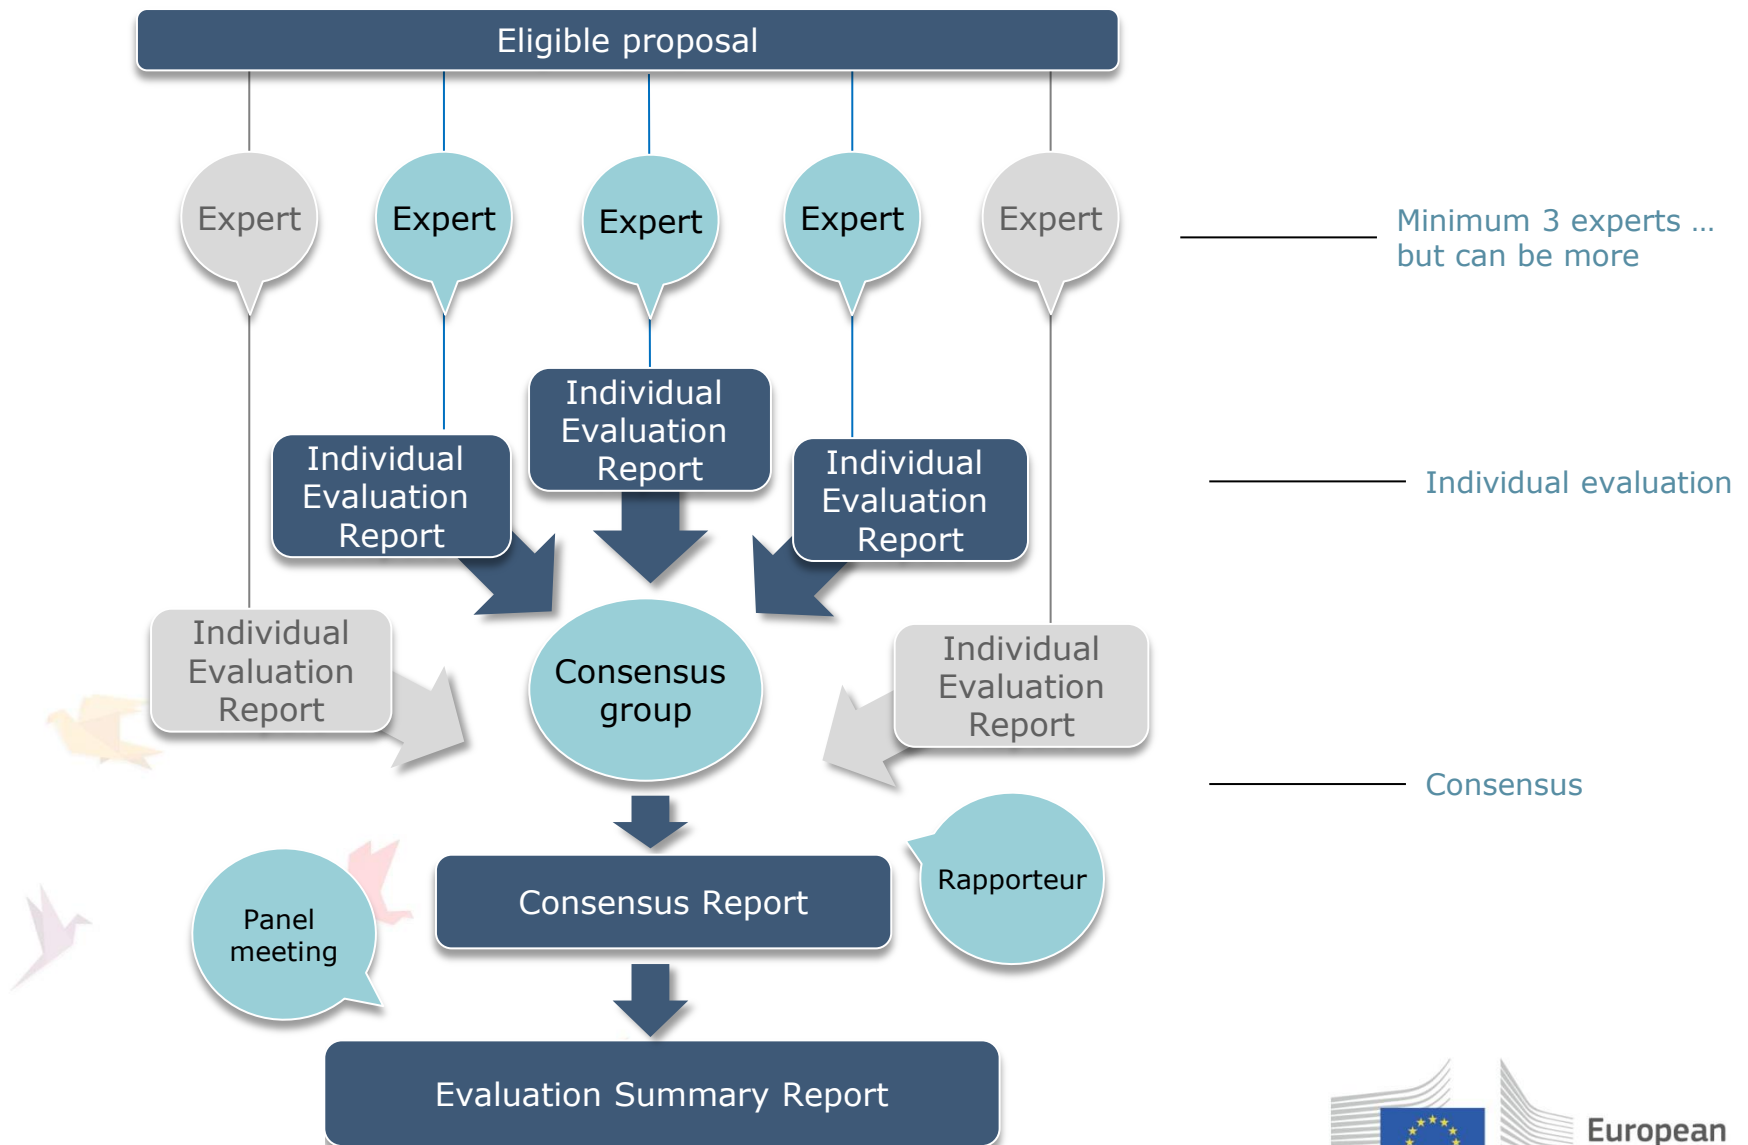 Eligible proposal
Expert
Expert
Expert
Expert
Expert
Minimum 3 experts …
but can be more
Individual
Evaluation
Report
Individual
Evaluation
Report
Individual
Evaluation
Report
Individual evaluation
Individual
Evaluation
Report
Consensus
group
Individual
Evaluation
Report
Consensus
Rapporteur
Consensus Report
Panel
meeting
Evaluation Summary Report
European